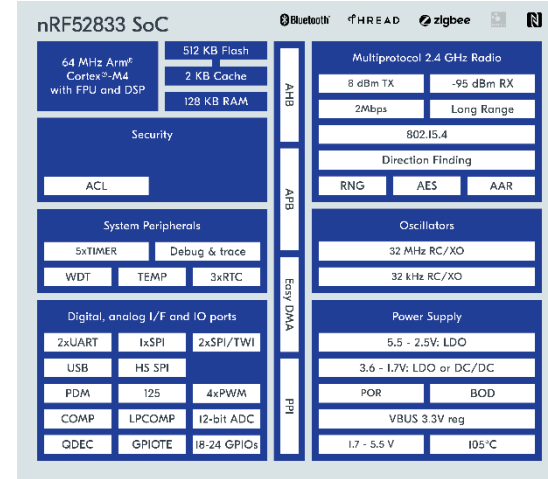 nRF52833 SoC
Bluetooth® THREAD zigbee
64 MHz Arm®
Cortex®-M4
with FPU and DSP
512 KB Flash
2 KB Cache
128 KB RAM
Security
ACL
System Peripherals
5xTIMER Debug & trace
WDT TEMP 3xRTC
Digital, analog I/F and IO ports
2xUART 1xSPI 2xSPI/TWI
USB HS SPI
PDM 125 4xPWM
COMP LPCOMP 12-bit ADC
QDEC GPIOTE 18-24 GPIOs
AHB
APB
Easy DMA
PPI
Multiprotocol 2.4 GHz Radio
8 dBm TX -95 dBm RX
2Mbps Long Range
802.15.4
Direction Finding
RNG AES AAR
Oscillators
32 MHz RC/XO
32 kHz RC/XO
Power Supply
5.5 - 2.5V: LDO
3.6 - 1.7V: LDO or DC/DC
POR BOD
VBUS 3.3V reg
1.7 - 5.5 V 105°C